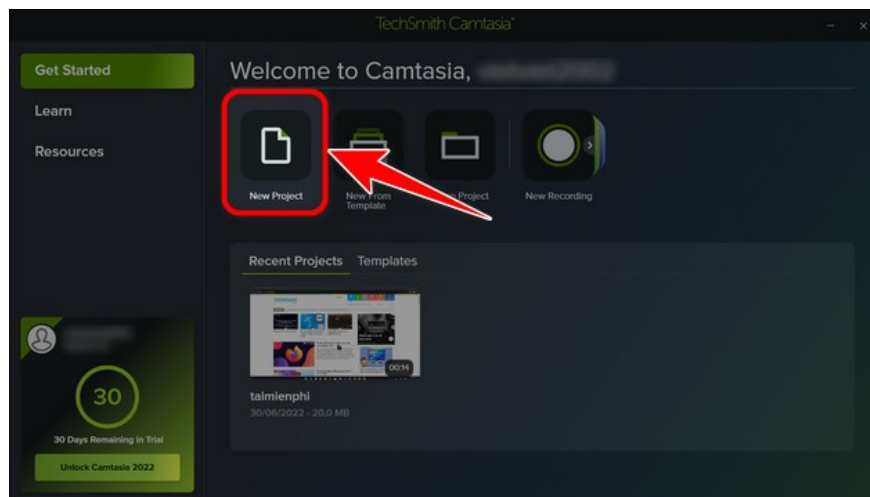 TechSmith Camtasia®
Get Started
Learn
Resources
Welcome to Camtasia,
New Project
New From
Template
Project
New Recording
Recent Projects Templates
00:14
taimienphi
30/06/2022 - 20,0 MB
30
30 Days Remaining in Trial
Unlock Camtasia 2022